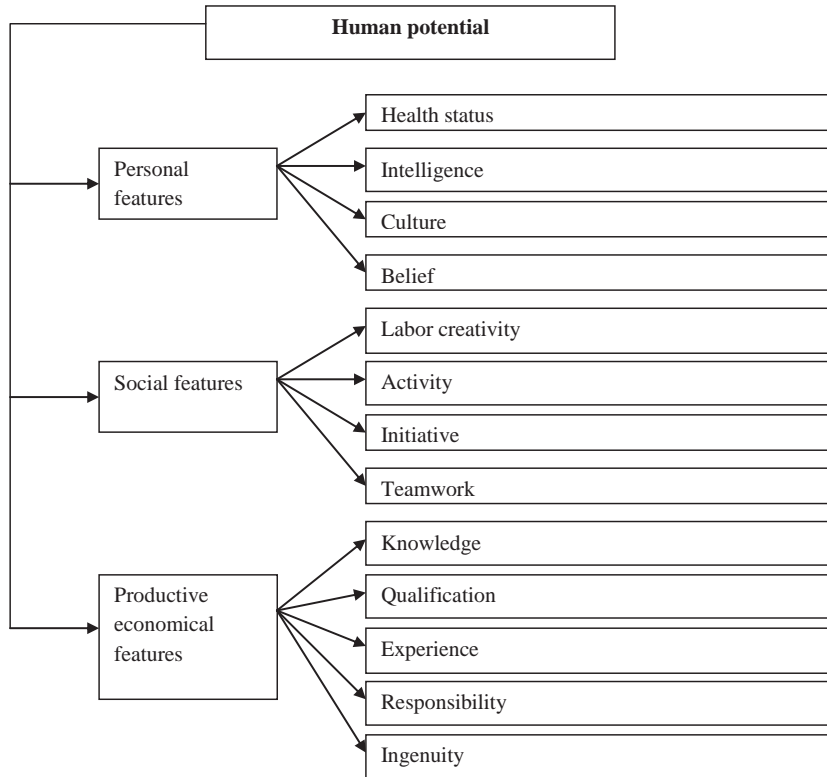 Human potential
Personal
features
Health status
Intelligence
Culture
Belief
Social features
Labor creativity
Activity
Initiative
Teamwork
Productive
economical
features
Knowledge
Qualification
Experience
Responsibility
Ingenuity